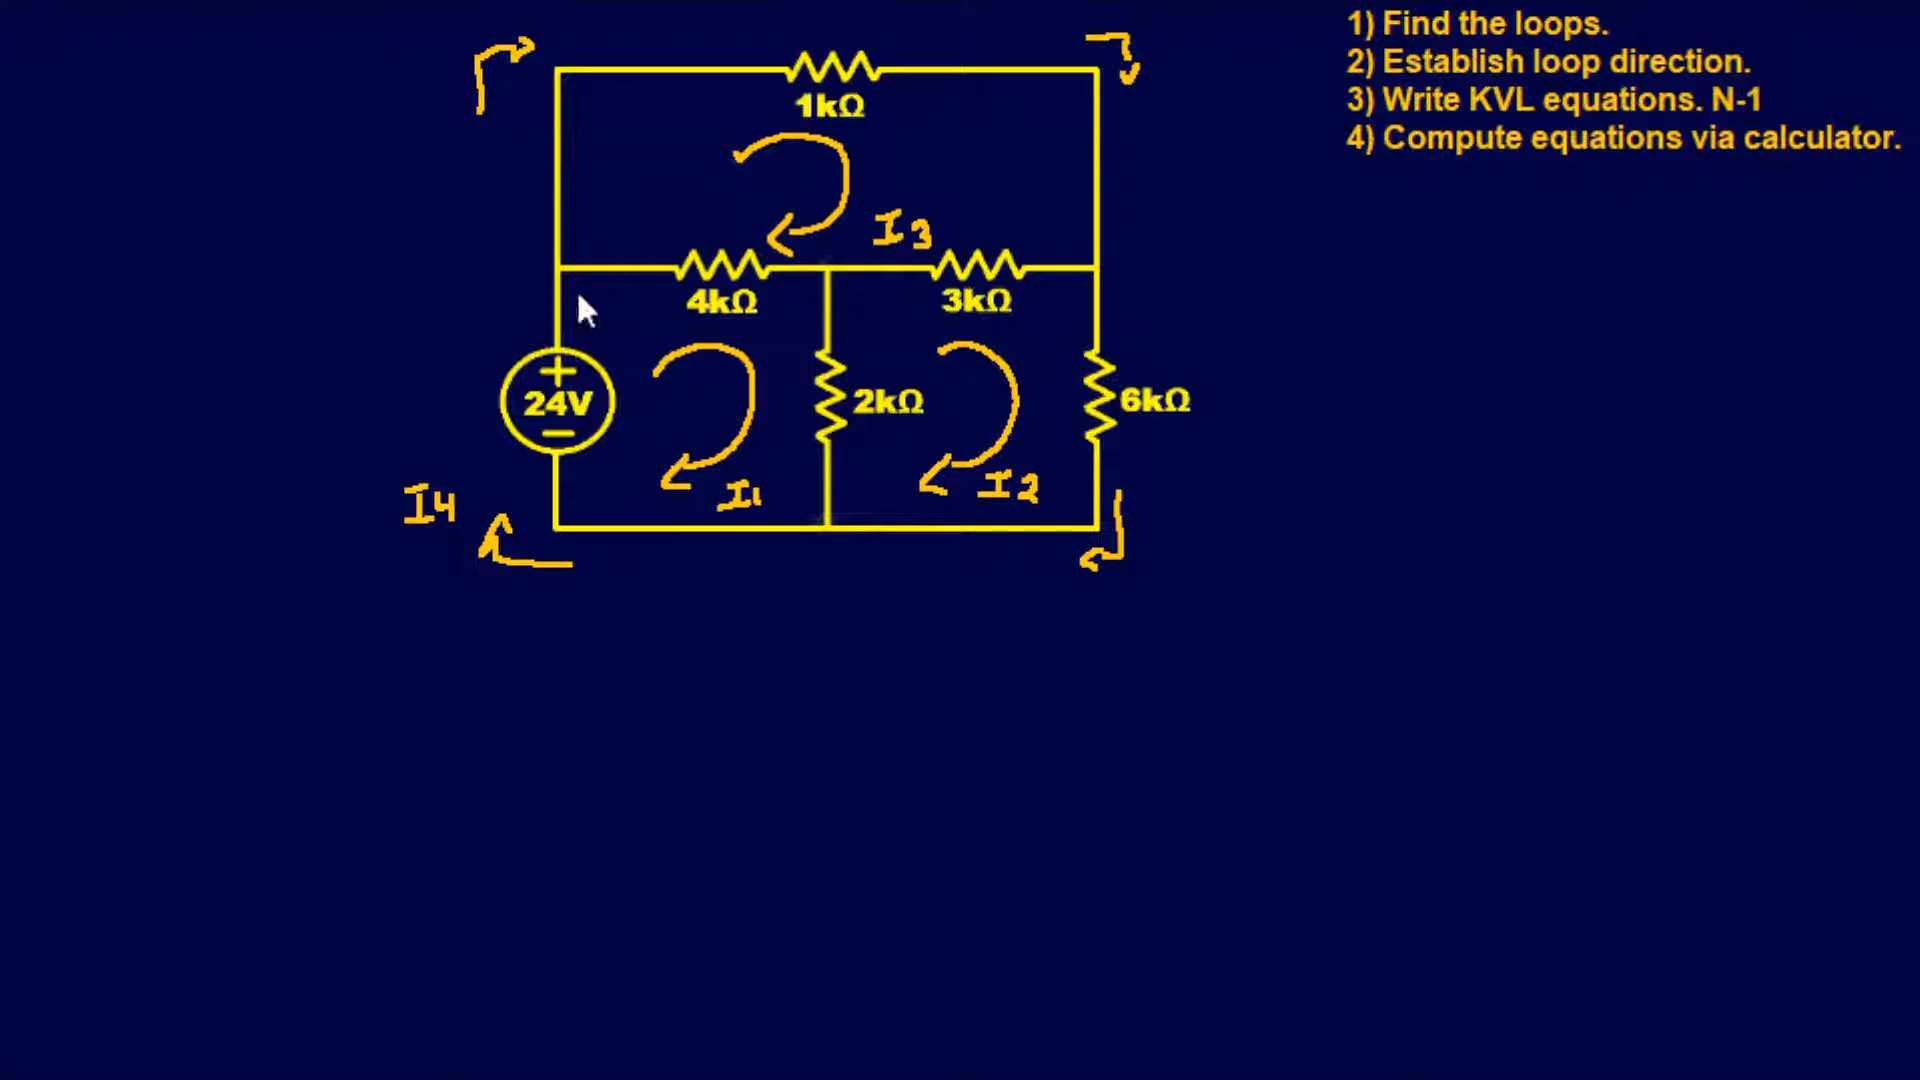 1) Find the loops.
2) Establish loop direction.
3) Write KVL equations. N-1
4) Compute equations via calculator.
1kΩ
I3
4kΩ
3kΩ
+
24V
−
2kΩ
6kΩ
I1
I2
I4